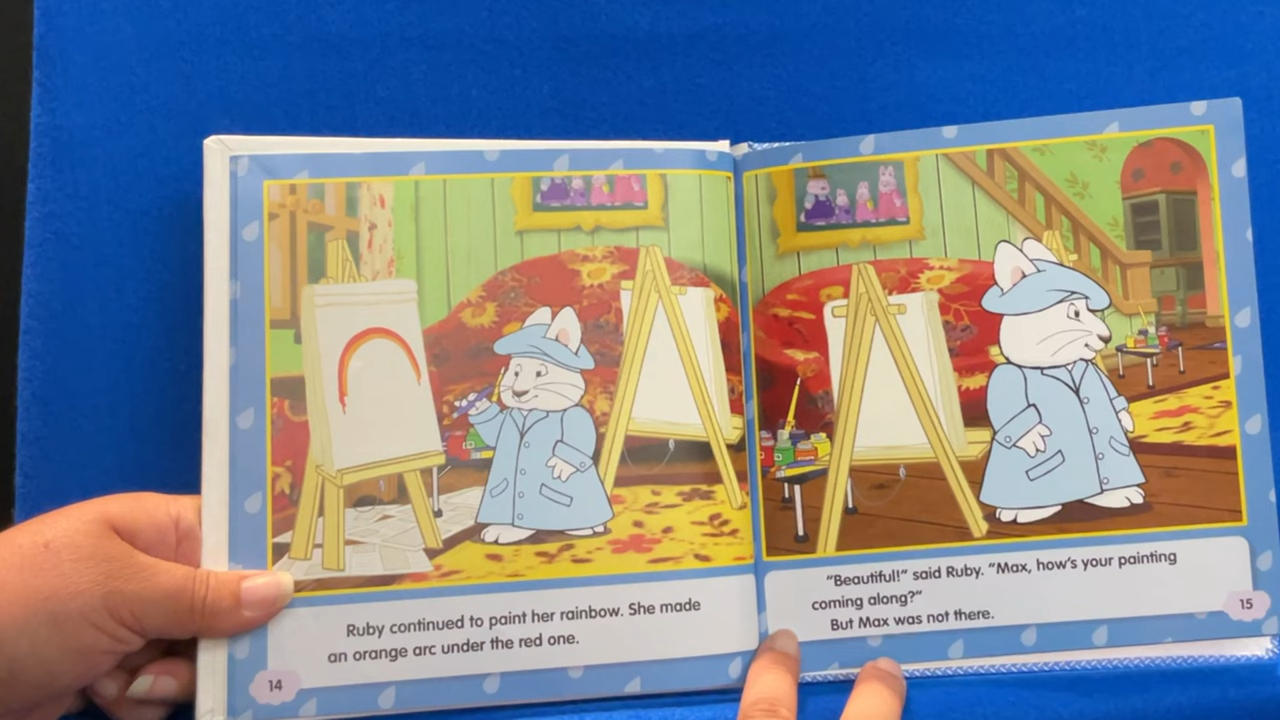 Ruby continued to paint her rainbow. She made
an orange arc under the red one.
14
"Beautiful!" said Ruby. "Max, how's your painting
coming along?"
But Max was not there.
15